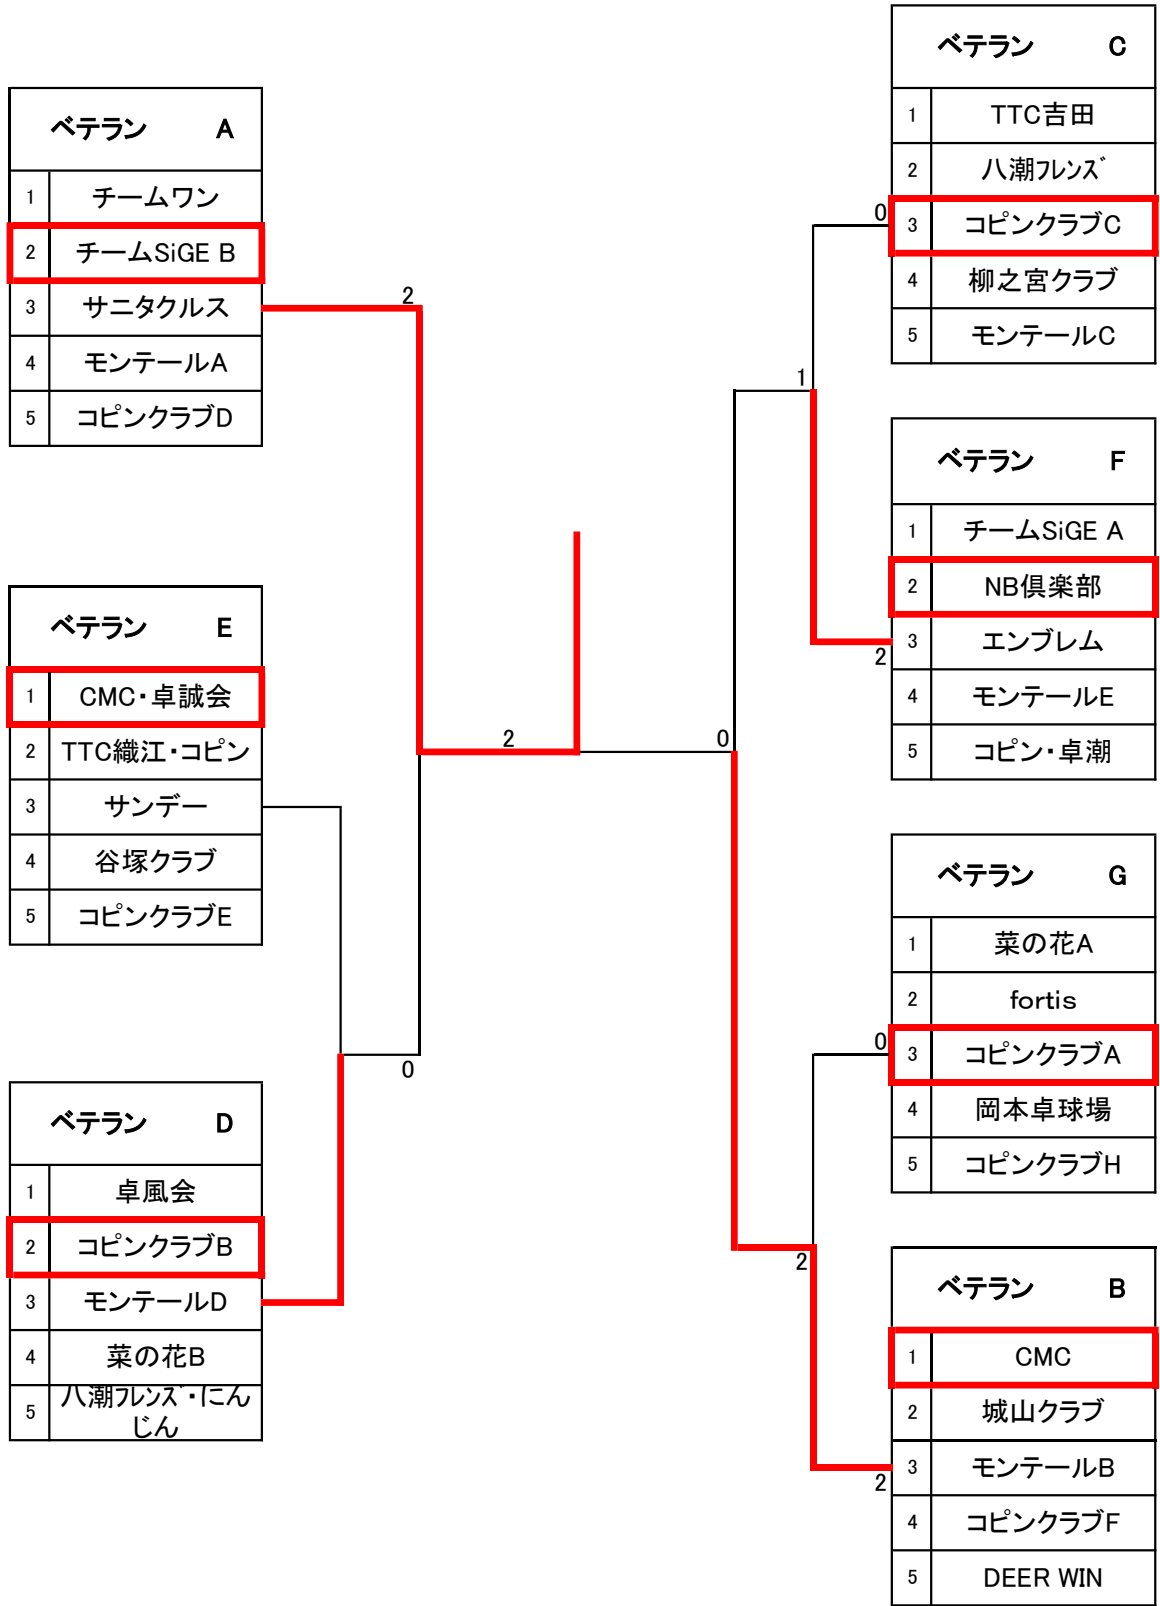 ベテラン A
1 チームワン
2 チームSiGE B
3 サニタクルス
4 モンテールA
5 コピンクラブD
ベテラン E
1 CMC・卓誠会
2 TTC織江・コピン
3 サンデー
4 谷塚クラブ
5 コピンクラブE
ベテラン D
1 卓風会
2 コピンクラブB
3 モンテールD
4 菜の花B
5 八潮ﾌﾚﾝｽﾞ・にん
じん
2
2
0
0
1
0
2
0
2
2
ベテラン C
1 TTC吉田
2 八潮ﾌﾚﾝｽﾞ
3 コピンクラブC
4 柳之宮クラブ
5 モンテールC
ベテラン F
1 チームSiGE A
2 NB倶楽部
3 エンブレム
4 モンテールE
5 コピン・卓潮
ベテラン G
1 菜の花A
2 fortis
3 コピンクラブA
4 岡本卓球場
5 コピンクラブH
ベテラン B
1 CMC
2 城山クラブ
3 モンテールB
4 コピンクラブF
5 DEER WIN